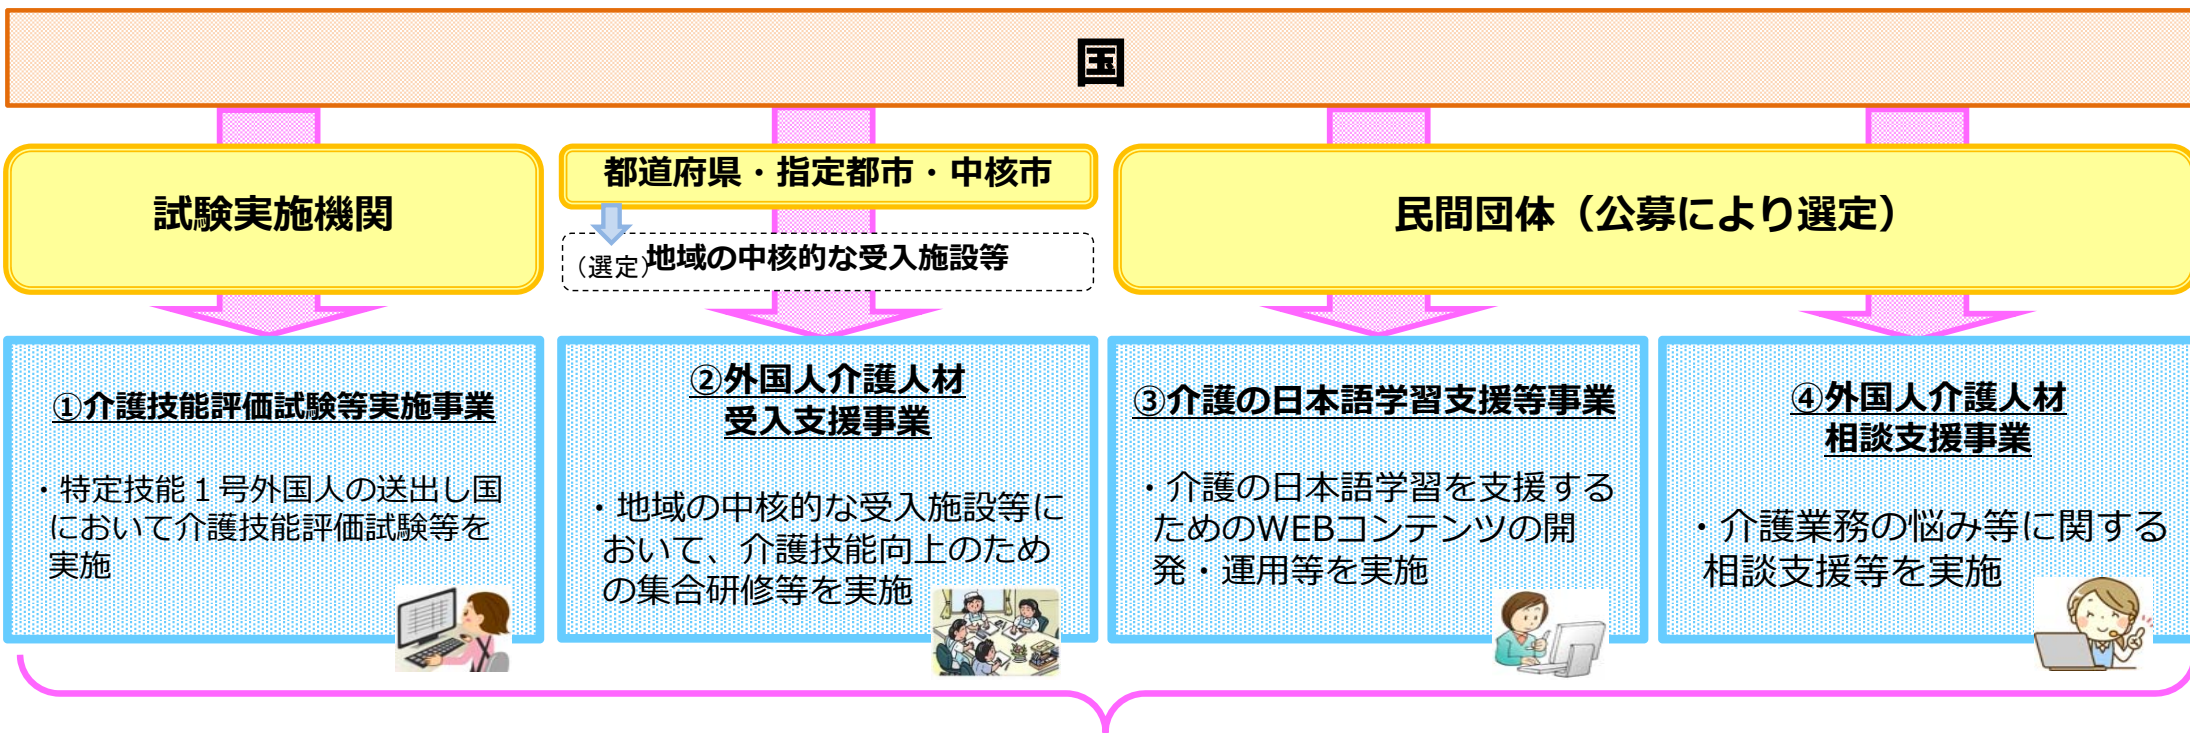 国
試験実施機関
都道府県・指定都市・中核市
(選定)地域の中核的な受入施設等
民間団体（公募により選定）
①介護技能評価試験等実施事業
・特定技能１号外国人の送出し国
において介護技能評価試験等を
実施
②外国人介護人材
受入支援事業
・地域の中核的な受入施設等に
おいて、介護技能向上のため
の集合研修等を実施
③介護の日本語学習支援等事業
・介護の日本語学習を支援する
ためのWEBコンテンツの開
発・運用等を実施
④外国人介護人材
相談支援事業
・介護業務の悩み等に関する
相談支援等を実施